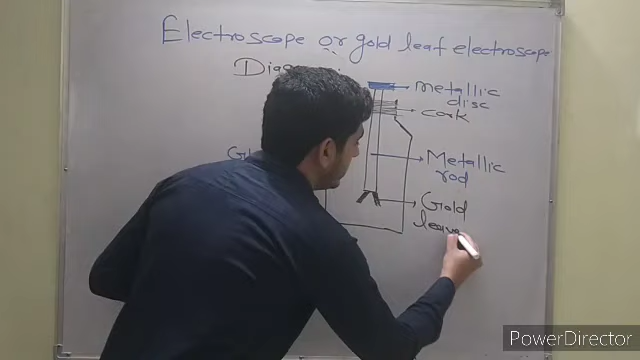 Electroscope or gold leaf electroscope
metallic
disc
cork
Metallic
rod
Gold
PowerDirector